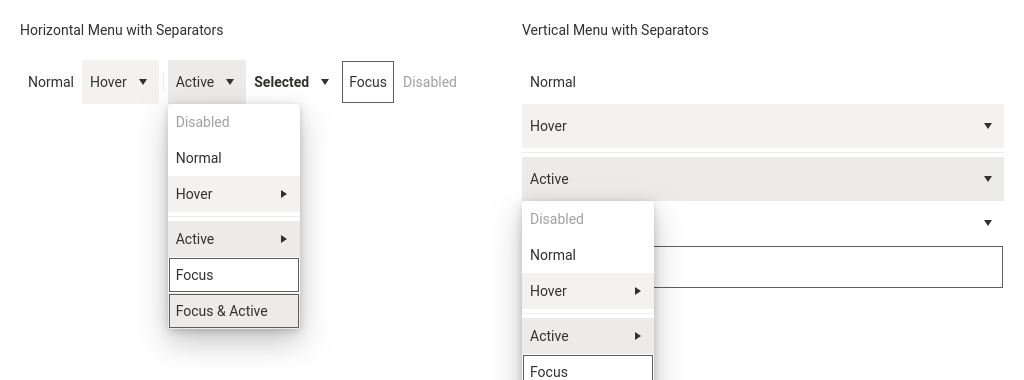 Horizontal Menu with Separators
Normal Hover Active Selected Focus Disabled
Disabled
Normal
Hover
Active
Focus
Focus & Active
Vertical Menu with Separators
Normal
Hover
Active
Disabled
Normal
Hover
Active
Focus